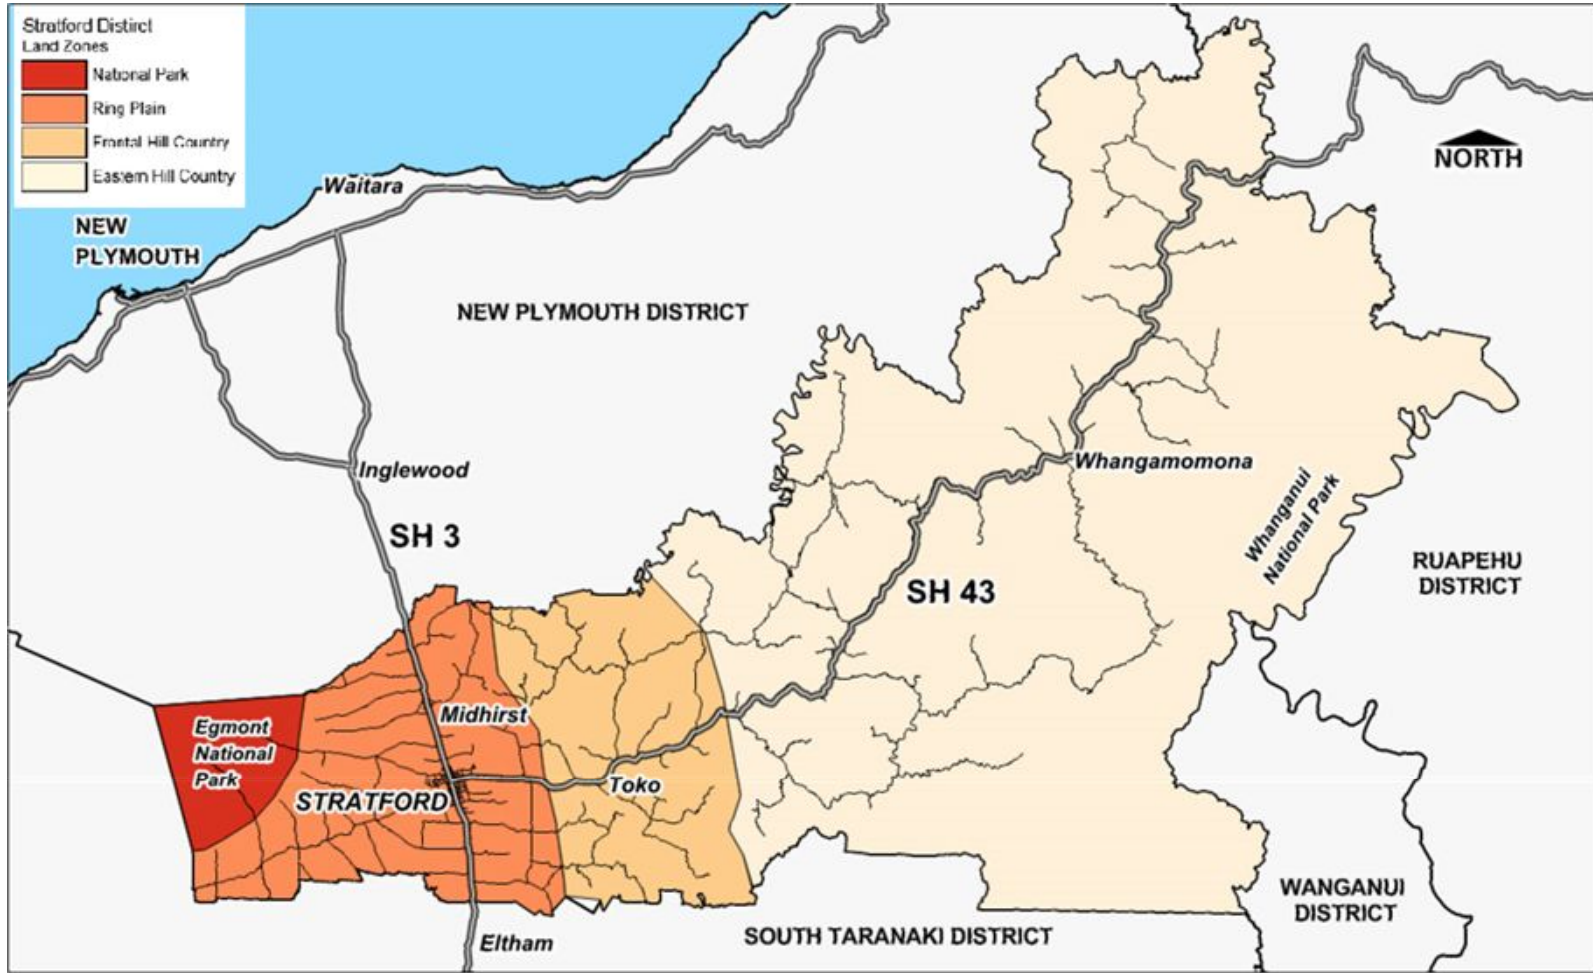 Stratford Distirct
Land Zones
National Park
Ring Plain
Frontal Hill Country
Eastern Hill Country
NORTH
Waitara
NEW
PLYMOUTH
NEW PLYMOUTH DISTRICT
Inglewood
Whangamomona
Whanganui
National Park
SH 3
RUAPEHU
DISTRICT
SH 43
Midhirst
Egmont
National
Park
Toko
STRATFORD
WANGANUI
DISTRICT
SOUTH TARANAKI DISTRICT
Eltham